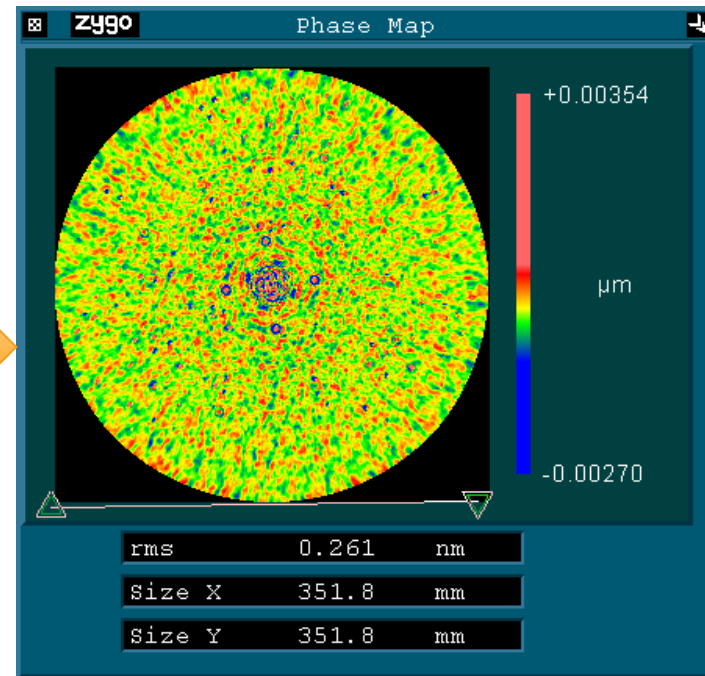 zygo Phase Map
+0.00354
µm
-0.00270
rms 0.261 nm
Size X 351.8 mm
Size Y 351.8 mm